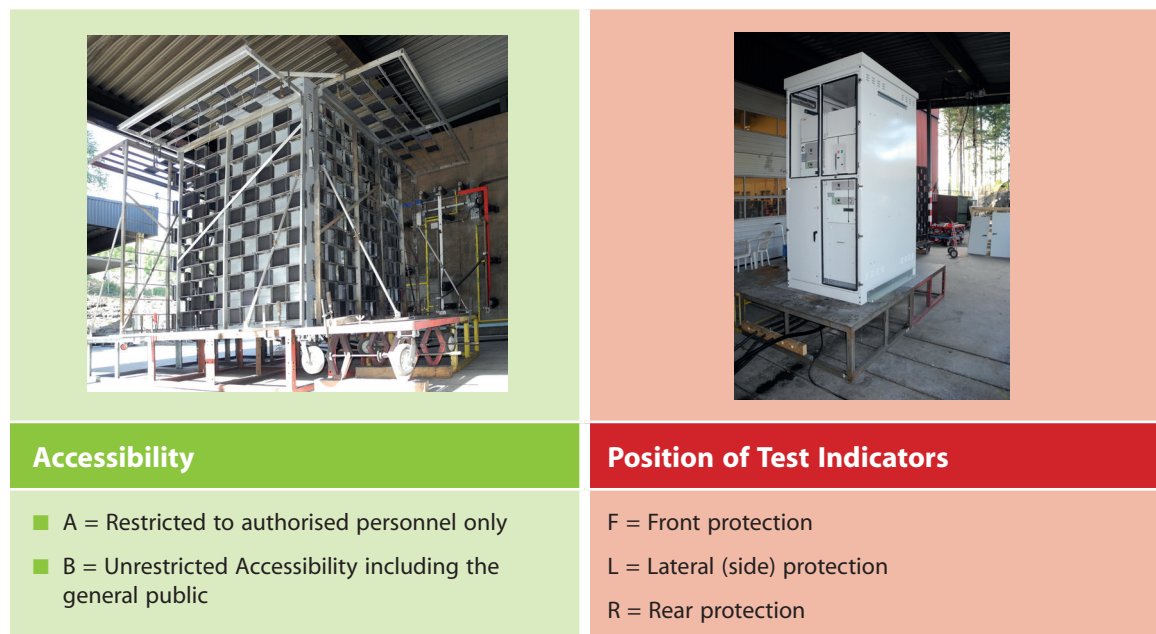 Accessibility
A = Restricted to authorised personnel only
B = Unrestricted Accessibility including the
general public
Position of Test Indicators
F = Front protection
L = Lateral (side) protection
R = Rear protection